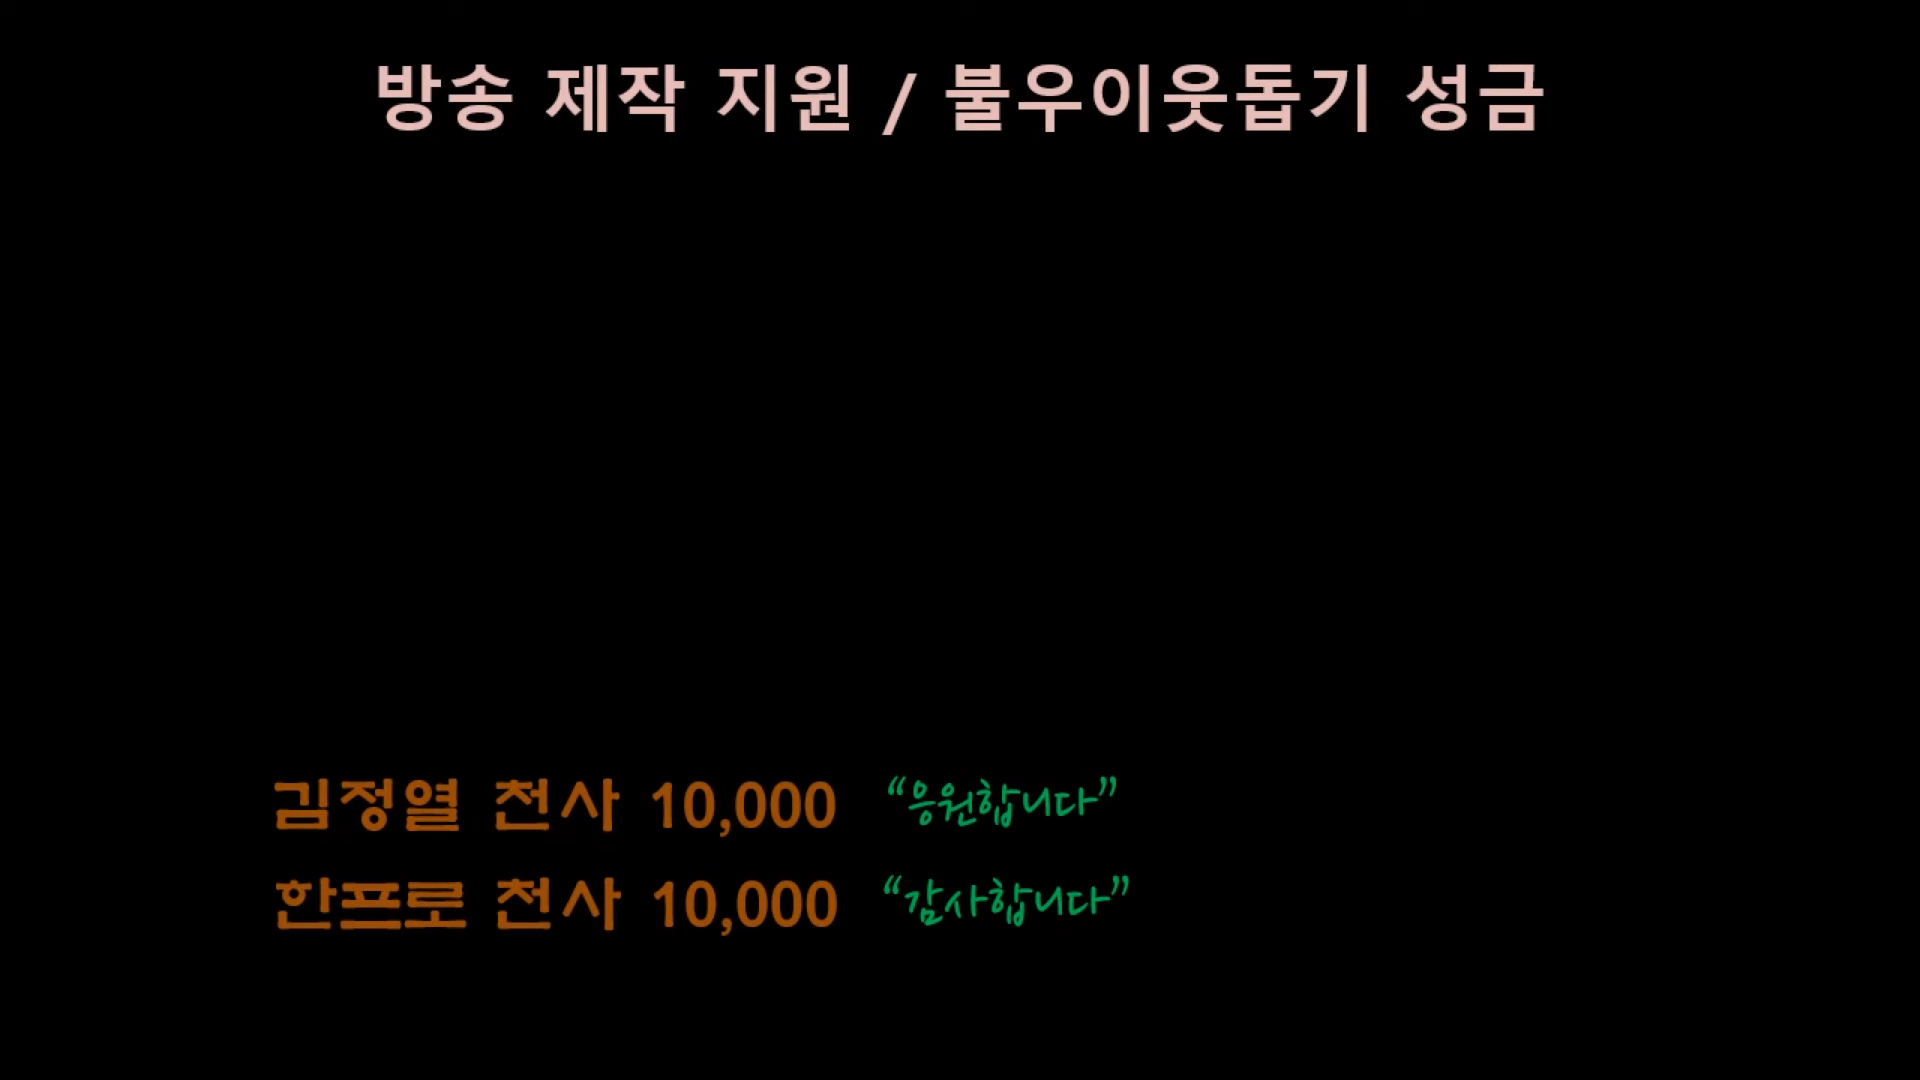 방송 제작 지원 / 불우이웃돕기 성금
김정열 천사 10,000 “응원합니다”
한프로 천사 10,000 “감사합니다”